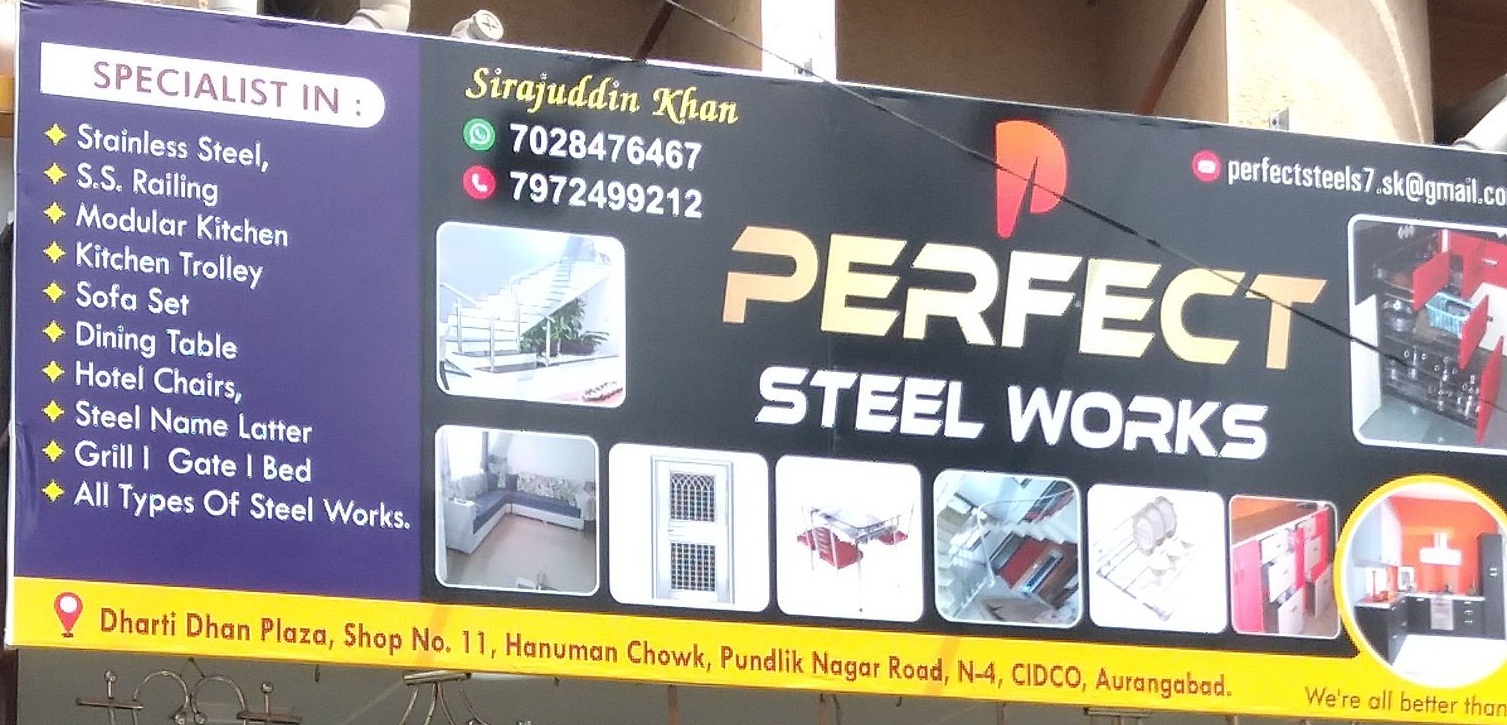 SPECIALIST IN :
Stainless Steel,
S.S. Railing
Modular Kitchen
Kitchen Trolley
Sofa Set
Dining Table
Hotel Chairs,
Steel Name Latter
Grill I Gate I Bed
All Types Of Steel Works.
Sirajuddin Khan
7028476467
7972499212
perfectsteels7.sk@gmail.co
PERFECT
STEEL WORKS
Dharti Dhan Plaza, Shop No. 11, Hanuman Chowk, Pundlik Nagar Road, N-4, CIDCO, Aurangabad.
We're all better than